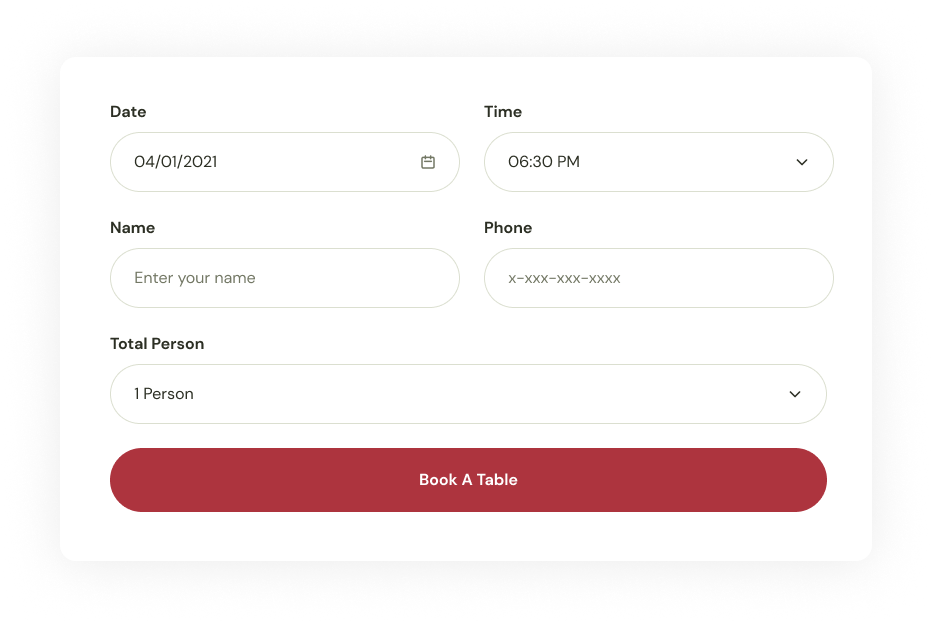 Date
Time
04/01/2021
06:30 PM
Name
Phone
Enter your name
x-xxx-xxx-xxxx
Total Person
1 Person
Book A Table